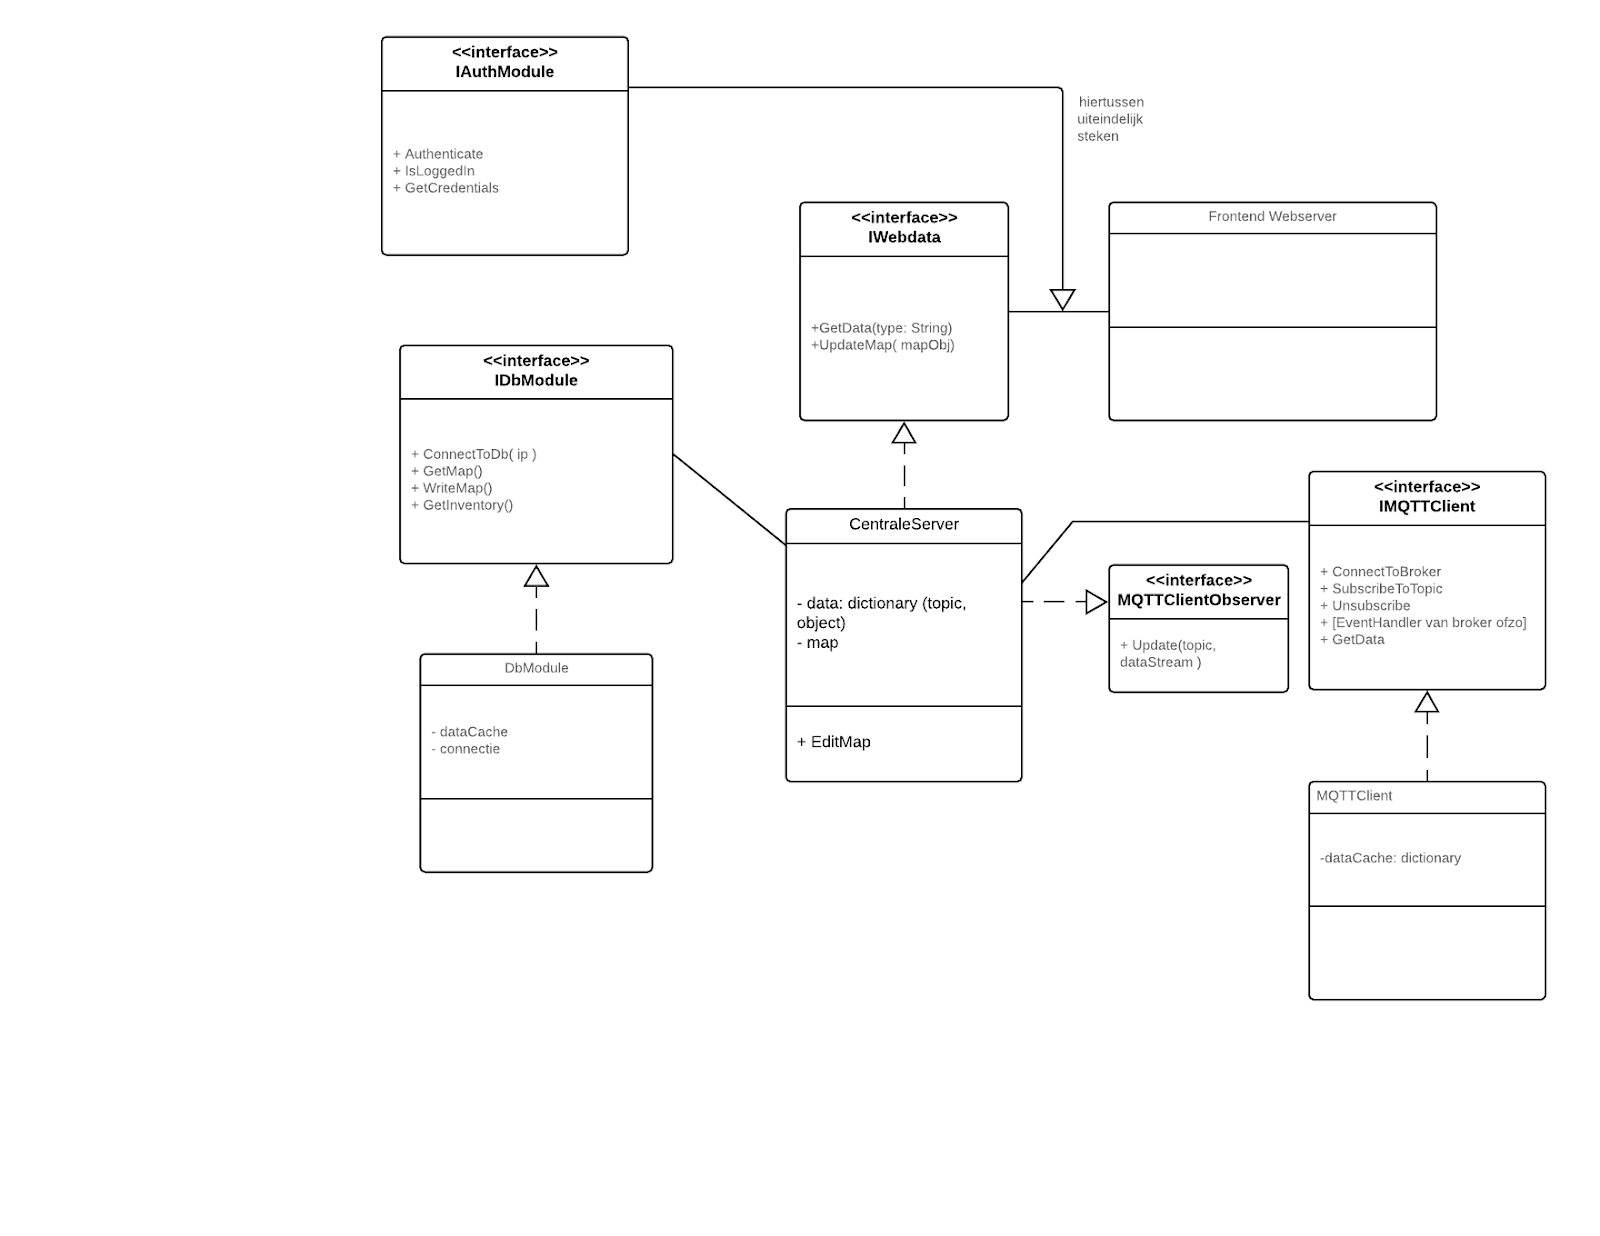 <<interface>>
IAuthModule
+ Authenticate
+ IsLoggedIn
+ GetCredentials
hiertussen
uiteindelijk
steken
<<interface>>
IWebdata
+GetData(type: String)
+UpdateMap( mapObj)
Frontend Webserver
<<interface>>
IDbModule
+ ConnectToDb( ip )
+ GetMap()
+ WriteMap()
+ GetInventory()
CentraleServer
- data: dictionary (topic,
object)
- map
+ EditMap
<<interface>>
IMQTTClient
+ ConnectToBroker
+ SubscribeToTopic
+ Unsubscribe
+ [EventHandler van broker ofzo]
+ GetData
<<interface>>
MQTTClientObserver
+ Update(topic,
dataStream )
DbModule
- dataCache
- connectie
MQTTClient
-dataCache: dictionary